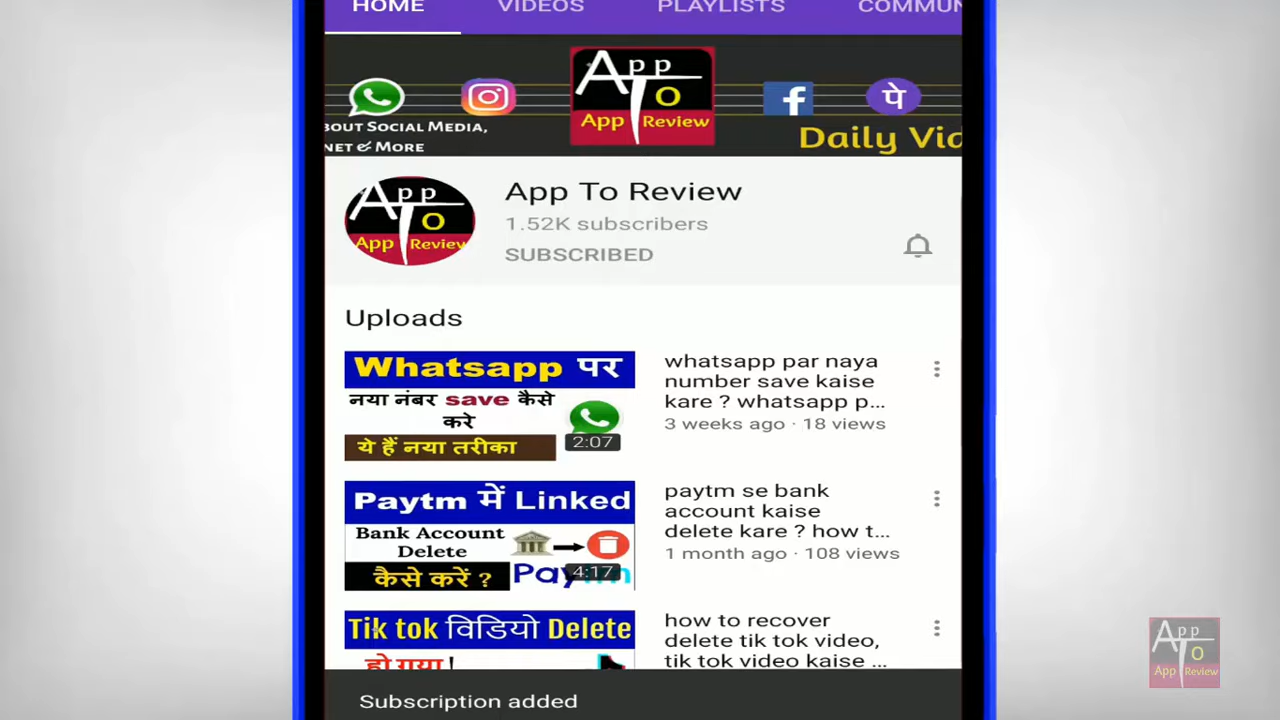 HOME VIDEOS PLAYLISTS COMMUN
App
TO
App Review
पे
BOUT SOCIAL MEDIA,
NET & MORE
Daily Vid
App
TO
App Review
App To Review
1.52K subscribers
SUBSCRIBED
Uploads
Whatsapp पर
नया नंबर save कैसे
करे
ये हैं नया तरीका
2:07
whatsapp par naya
number save kaise
kare ? whatsapp p...
3 weeks ago · 18 views
Paytm में Linked
Bank Account
Delete
कैसे करें ?
Paytm
4:17
paytm se bank
account kaise
delete kare ? how t...
1 month ago · 108 views
Tik tok विडियो Delete
हो गया!
how to recover
delete tik tok video,
tik tok video kaise ...
Subscription added
App
TO
App Review